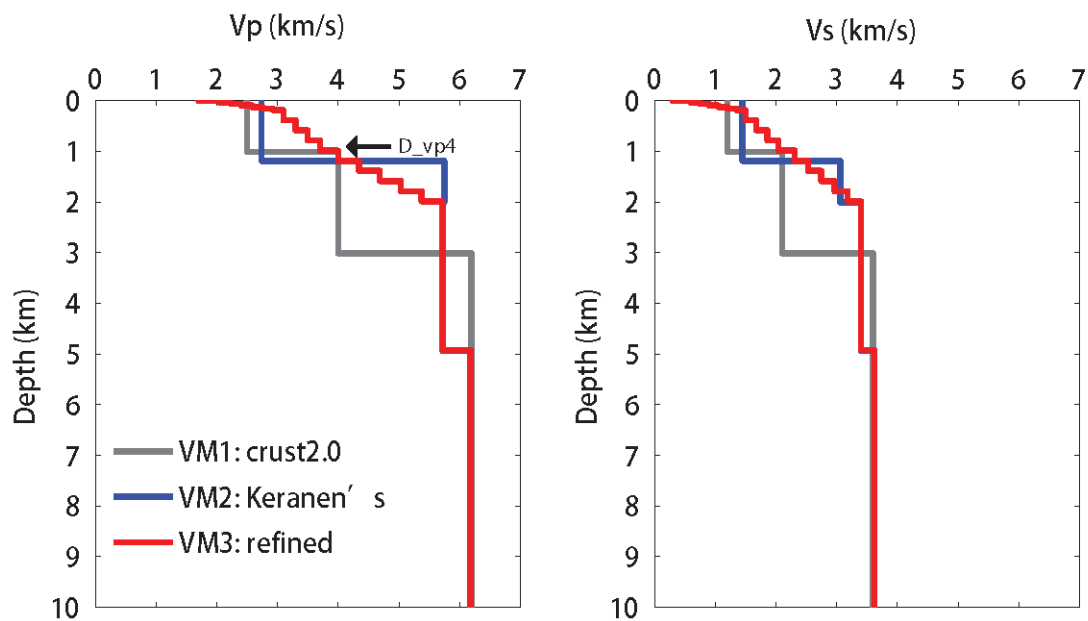 Vp (km/s)
0 1 2 3 4 5 6 7
0
1
2
3
4
5
6
7
8
9
10
Depth (km)
D_vp4
VM1: crust2.0
VM2: Keranen' s
VM3: refined
Vs (km/s)
0 1 2 3 4 5 6 7
0
1
2
3
4
5
6
7
8
9
10
Depth (km)